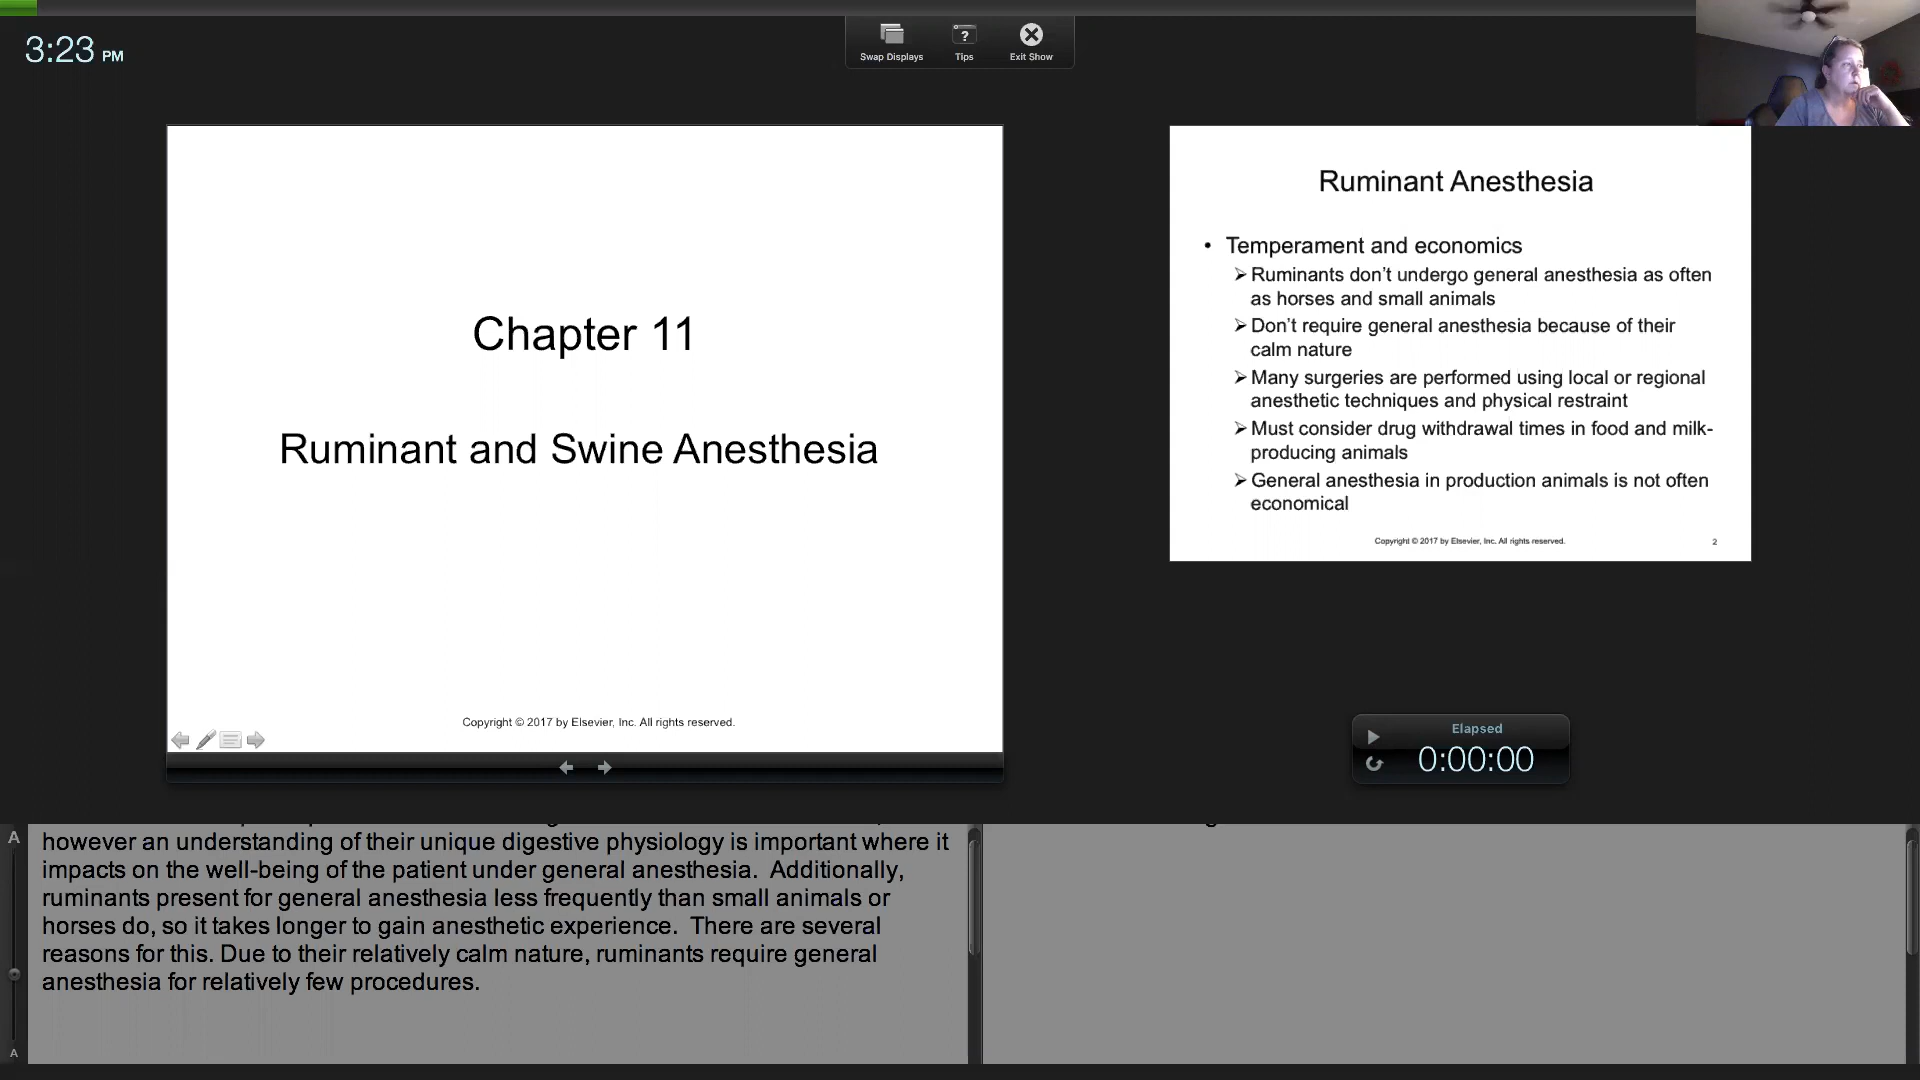 3:23 PM
Swap Displays
Tips
Exit Show
Chapter 11
Ruminant and Swine Anesthesia
Copyright © 2017 by Elsevier, Inc. All rights reserved.
Ruminant Anesthesia
• Temperament and economics
➢ Ruminants don't undergo general anesthesia as often
as horses and small animals
➢ Don't require general anesthesia because of their
calm nature
➢ Many surgeries are performed using local or regional
anesthetic techniques and physical restraint
➢ Must consider drug withdrawal times in food and milk-
producing animals
➢ General anesthesia in production animals is not often
economical
Copyright © 2017 by Elsevier, Inc. All rights reserved.
2
Elapsed
0:00:00
A
however an understanding of their unique digestive physiology is important where it
impacts on the well-being of the patient under general anesthesia.  Additionally,
ruminants present for general anesthesia less frequently than small animals or
horses do, so it takes longer to gain anesthetic experience.  There are several
reasons for this. Due to their relatively calm nature, ruminants require general
anesthesia for relatively few procedures.
A